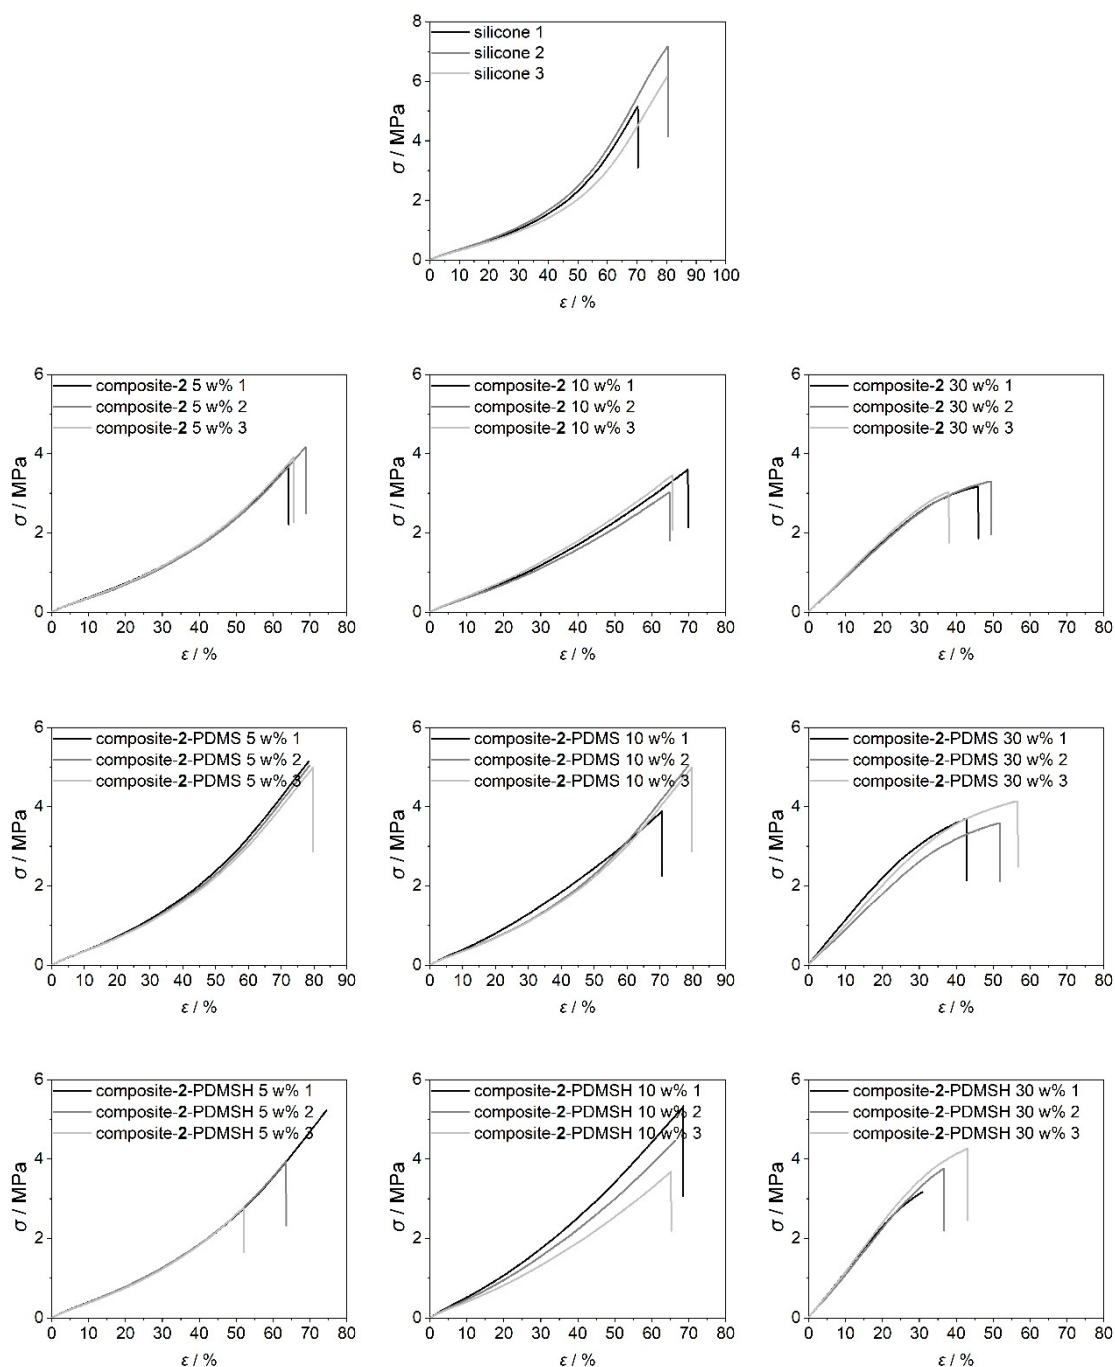 silicone 1
silicone 2
silicone 3
8
6
4
2
0
σ / MPa
0 10 20 30 40 50 60 70 80 90 100
ε / %
composite-2 5 w% 1
composite-2 5 w% 2
composite-2 5 w% 3
6
4
2
0
σ / MPa
0 10 20 30 40 50 60 70 80
ε / %
composite-2 10 w% 1
composite-2 10 w% 2
composite-2 10 w% 3
6
4
2
0
σ / MPa
0 10 20 30 40 50 60 70 80
ε / %
composite-2 30 w% 1
composite-2 30 w% 2
composite-2 30 w% 3
6
4
2
0
σ / MPa
0 10 20 30 40 50 60 70 80
ε / %
composite-2-PDMS 5 w% 1
composite-2-PDMS 5 w% 2
composite-2-PDMS 5 w% 3
6
4
2
0
σ / MPa
0 10 20 30 40 50 60 70 80 90
ε / %
composite-2-PDMS 10 w% 1
composite-2-PDMS 10 w% 2
composite-2-PDMS 10 w% 3
6
4
2
0
σ / MPa
0 10 20 30 40 50 60 70 80 90
ε / %
composite-2-PDMS 30 w% 1
composite-2-PDMS 30 w% 2
composite-2-PDMS 30 w% 3
6
4
2
0
σ / MPa
0 10 20 30 40 50 60 70 80
ε / %
composite-2-PDMSH 5 w% 1
composite-2-PDMSH 5 w% 2
composite-2-PDMSH 5 w% 3
6
4
2
0
σ / MPa
0 10 20 30 40 50 60 70 80
ε / %
composite-2-PDMSH 10 w% 1
composite-2-PDMSH 10 w% 2
composite-2-PDMSH 10 w% 3
6
4
2
0
σ / MPa
0 10 20 30 40 50 60 70 80
ε / %
composite-2-PDMSH 30 w% 1
composite-2-PDMSH 30 w% 2
composite-2-PDMSH 30 w% 3
6
4
2
0
σ / MPa
0 10 20 30 40 50 60 70 80
ε / %